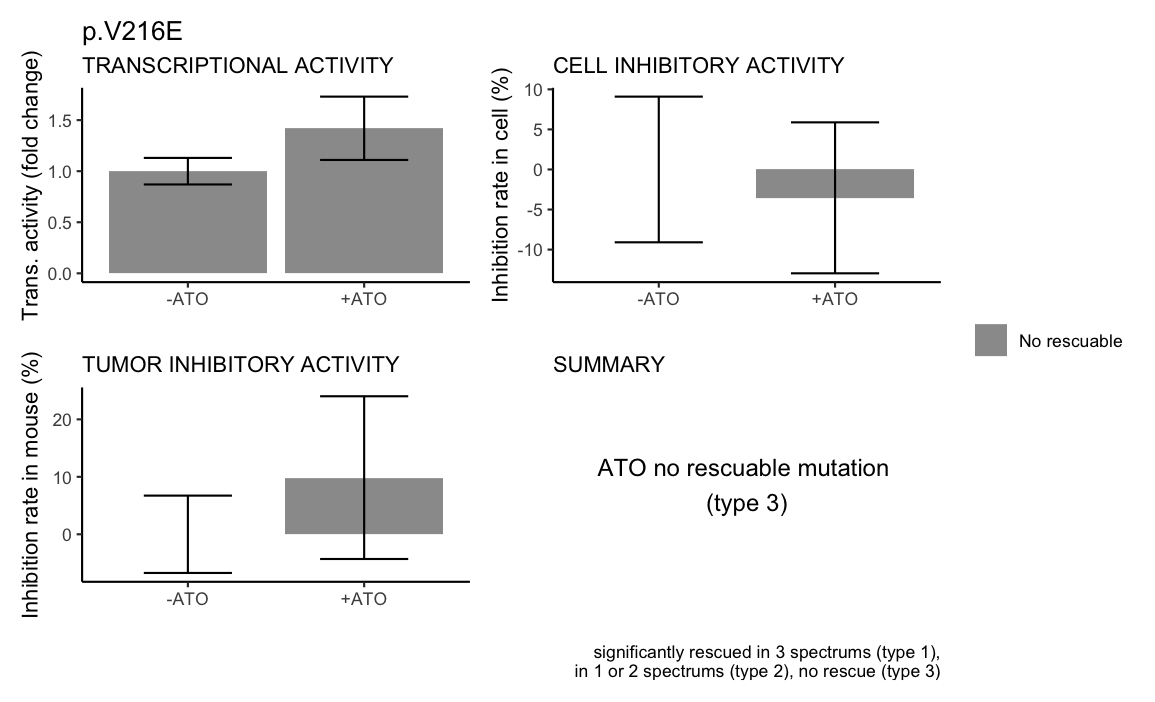 p.V216E
TRANSCRIPTIONAL ACTIVITY
Trans. activity (fold change)
1.5
1.0
0.5
0.0
-ATO
+ATO
CELL INHIBITORY ACTIVITY
Inhibition rate in cell (%)
10
5
0
-5
-10
-ATO
+ATO
No rescuable
TUMOR INHIBITORY ACTIVITY
Inhibition rate in mouse (%)
20
10
0
-ATO
+ATO
SUMMARY
ATO no rescuable mutation
(type 3)
significantly rescued in 3 spectrums (type 1),
in 1 or 2 spectrums (type 2), no rescue (type 3)